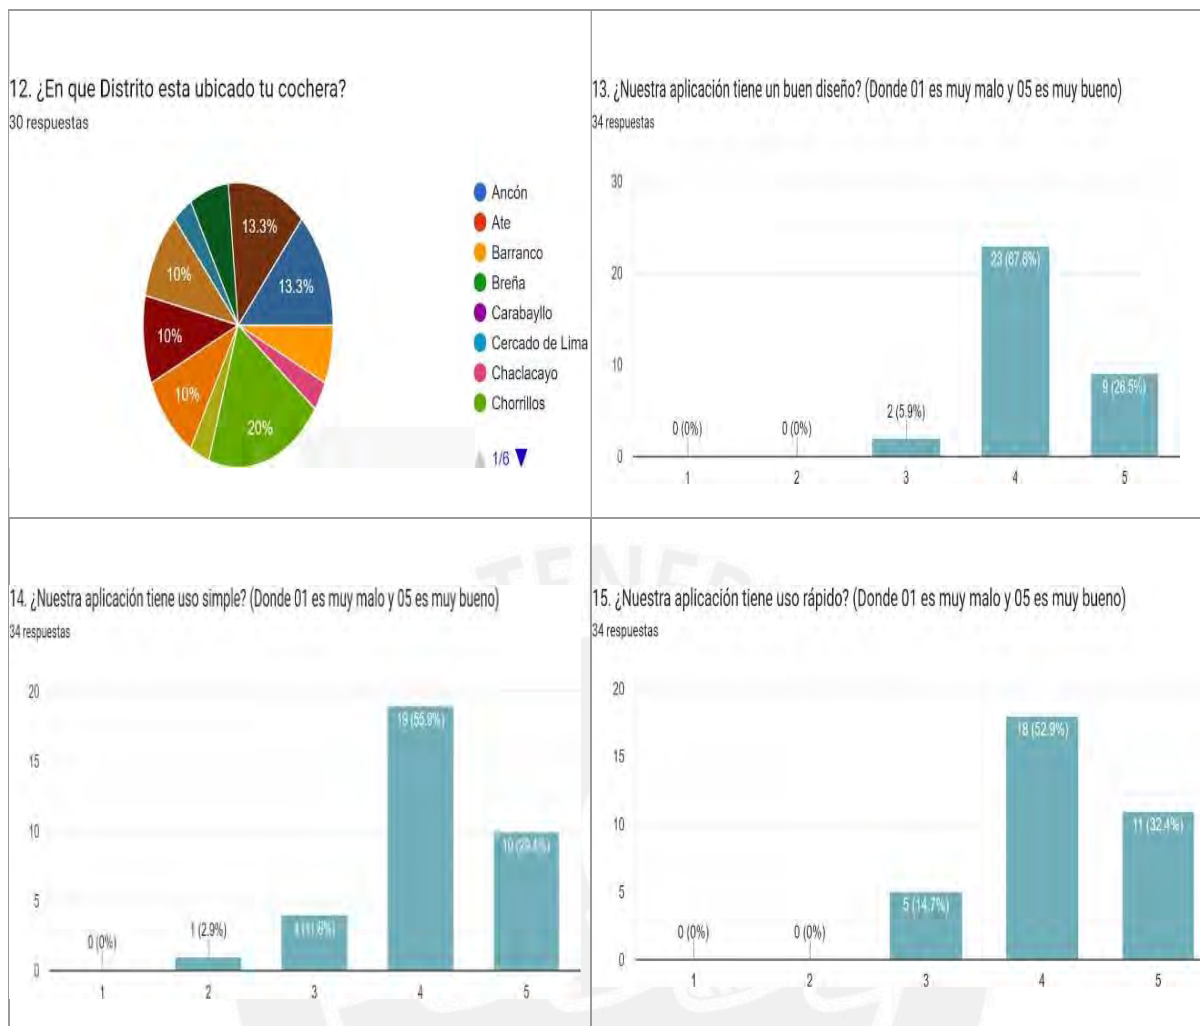 12. ¿En que Distrito esta ubicado tu cochera?
30 respuestas
13.3%
13.3%
10%
10%
10%
20%
Ancón
Ate
Barranco
Breña
Carabayllo
Cercado de Lima
Chaclacayo
Chorrillos
1/6
13. ¿Nuestra aplicación tiene un buen diseño? (Donde 01 es muy malo y 05 es muy bueno)
34 respuestas
30
20
10
0
0 (0%)
0 (0%)
2 (5.9%)
23 (67.6%)
9 (26.5%)
1 2 3 4 5
14. ¿Nuestra aplicación tiene uso simple? (Donde 01 es muy malo y 05 es muy bueno)
34 respuestas
20
15
10
5
0
0 (0%)
1 (2.9%)
4 (11.8%)
19 (55.9%)
10 (29.4%)
1 2 3 4 5
15. ¿Nuestra aplicación tiene uso rápido? (Donde 01 es muy malo y 05 es muy bueno)
34 respuestas
20
15
10
5
0
0 (0%)
0 (0%)
5 (14.7%)
18 (52.9%)
11 (32.4%)
1 2 3 4 5